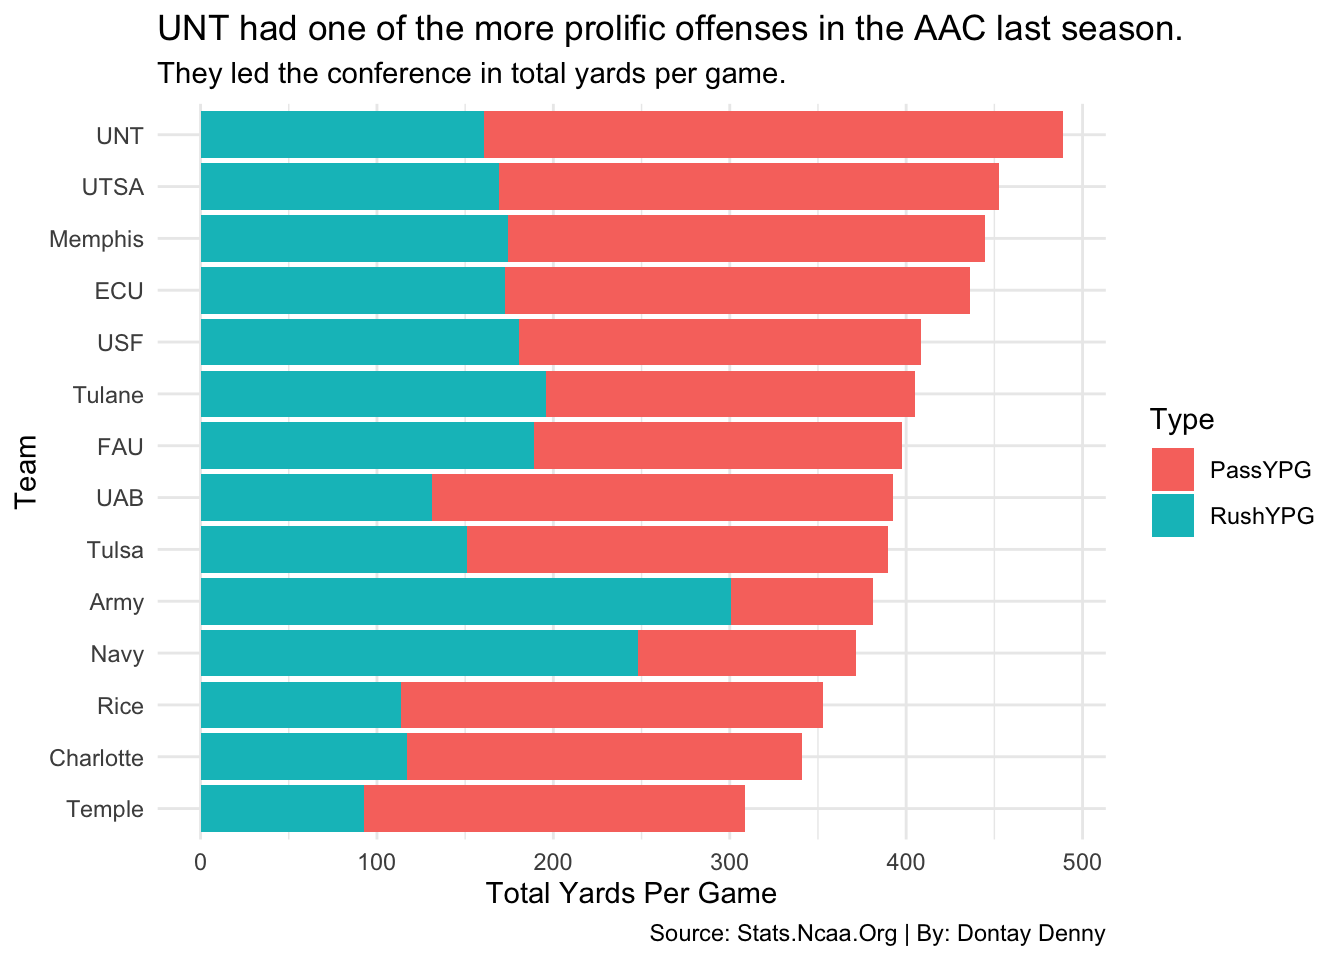 UNT had one of the more prolific offenses in the AAC last season.
They led the conference in total yards per game.
UNT
UTSA
Memphis
ECU
USF
Tulane
FAU
UAB
Tulsa
Army
Navy
Rice
Charlotte
Temple
Team
0 100 200 300 400 500
Total Yards Per Game
Type
PassYPG
RushYPG
Source: Stats.Ncaa.Org | By: Dontay Denny